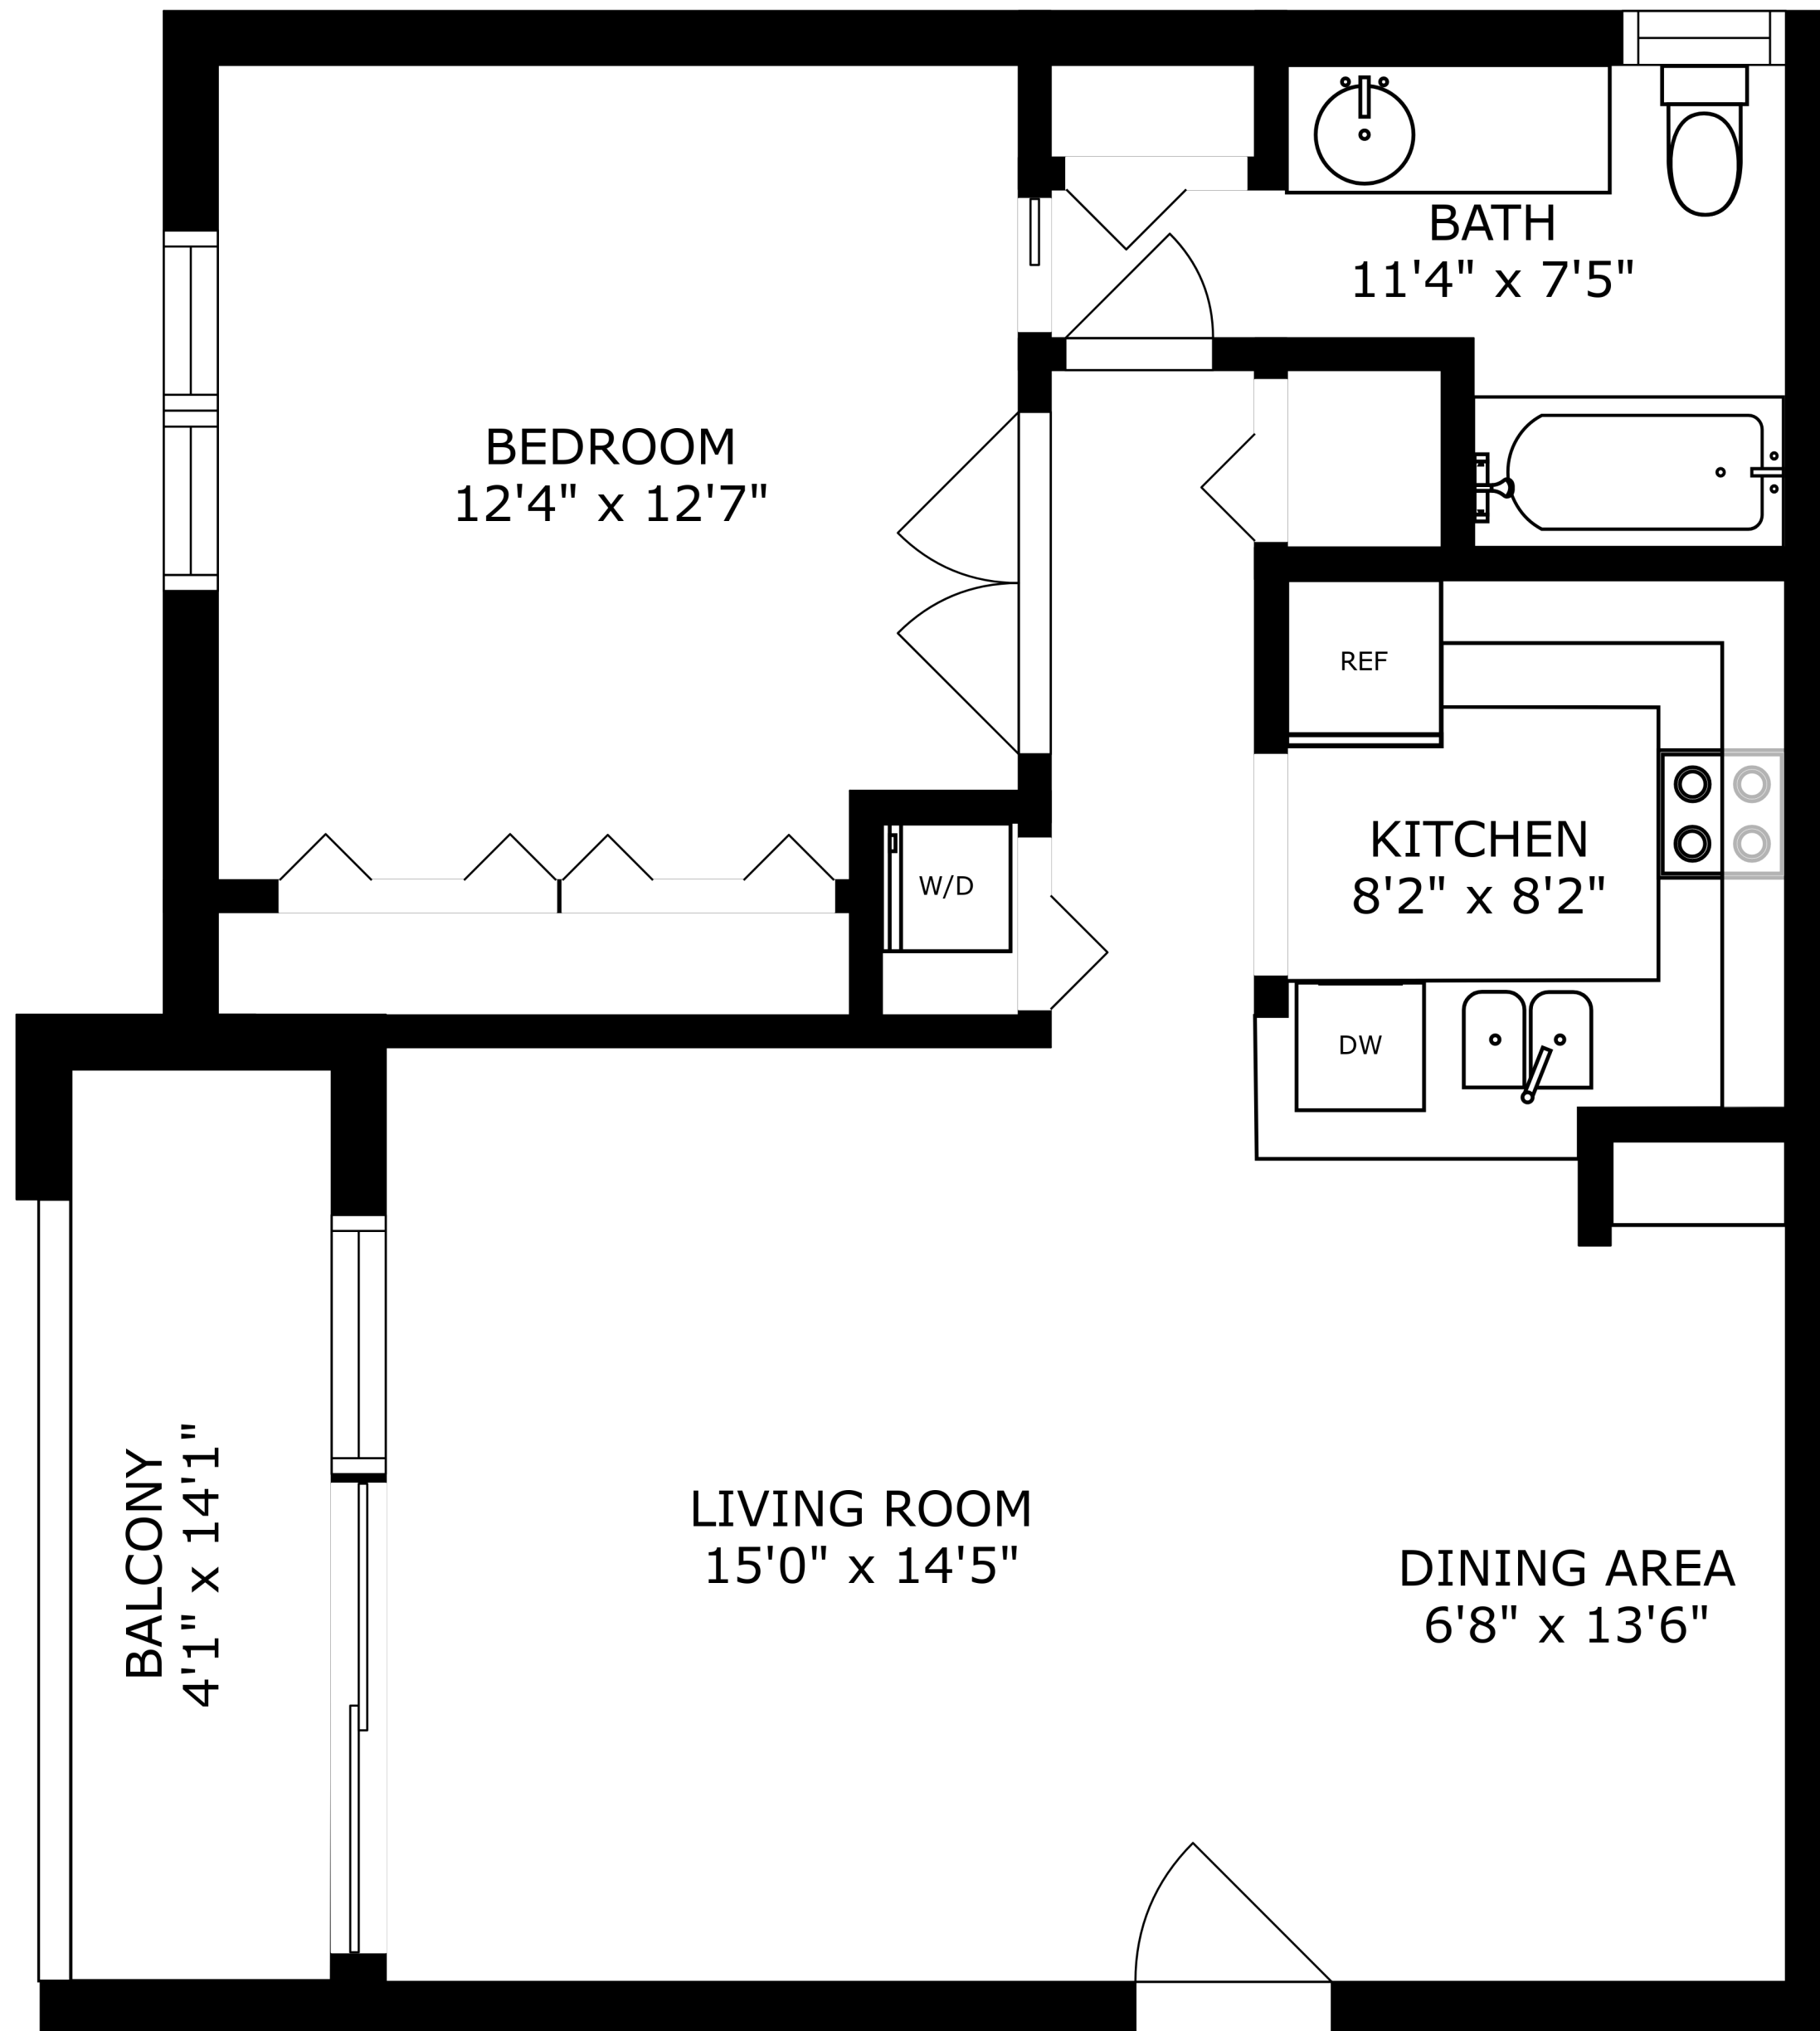 BATH
11'4" x 7'5"
BEDROOM
12'4" x 12'7"
REF
KITCHEN
8'2" x 8'2"
W/D
DW
LIVING ROOM
15'0" x 14'5"
DINING AREA
6'8" x 13'6"
BALCONY
4'1" x 14'1"